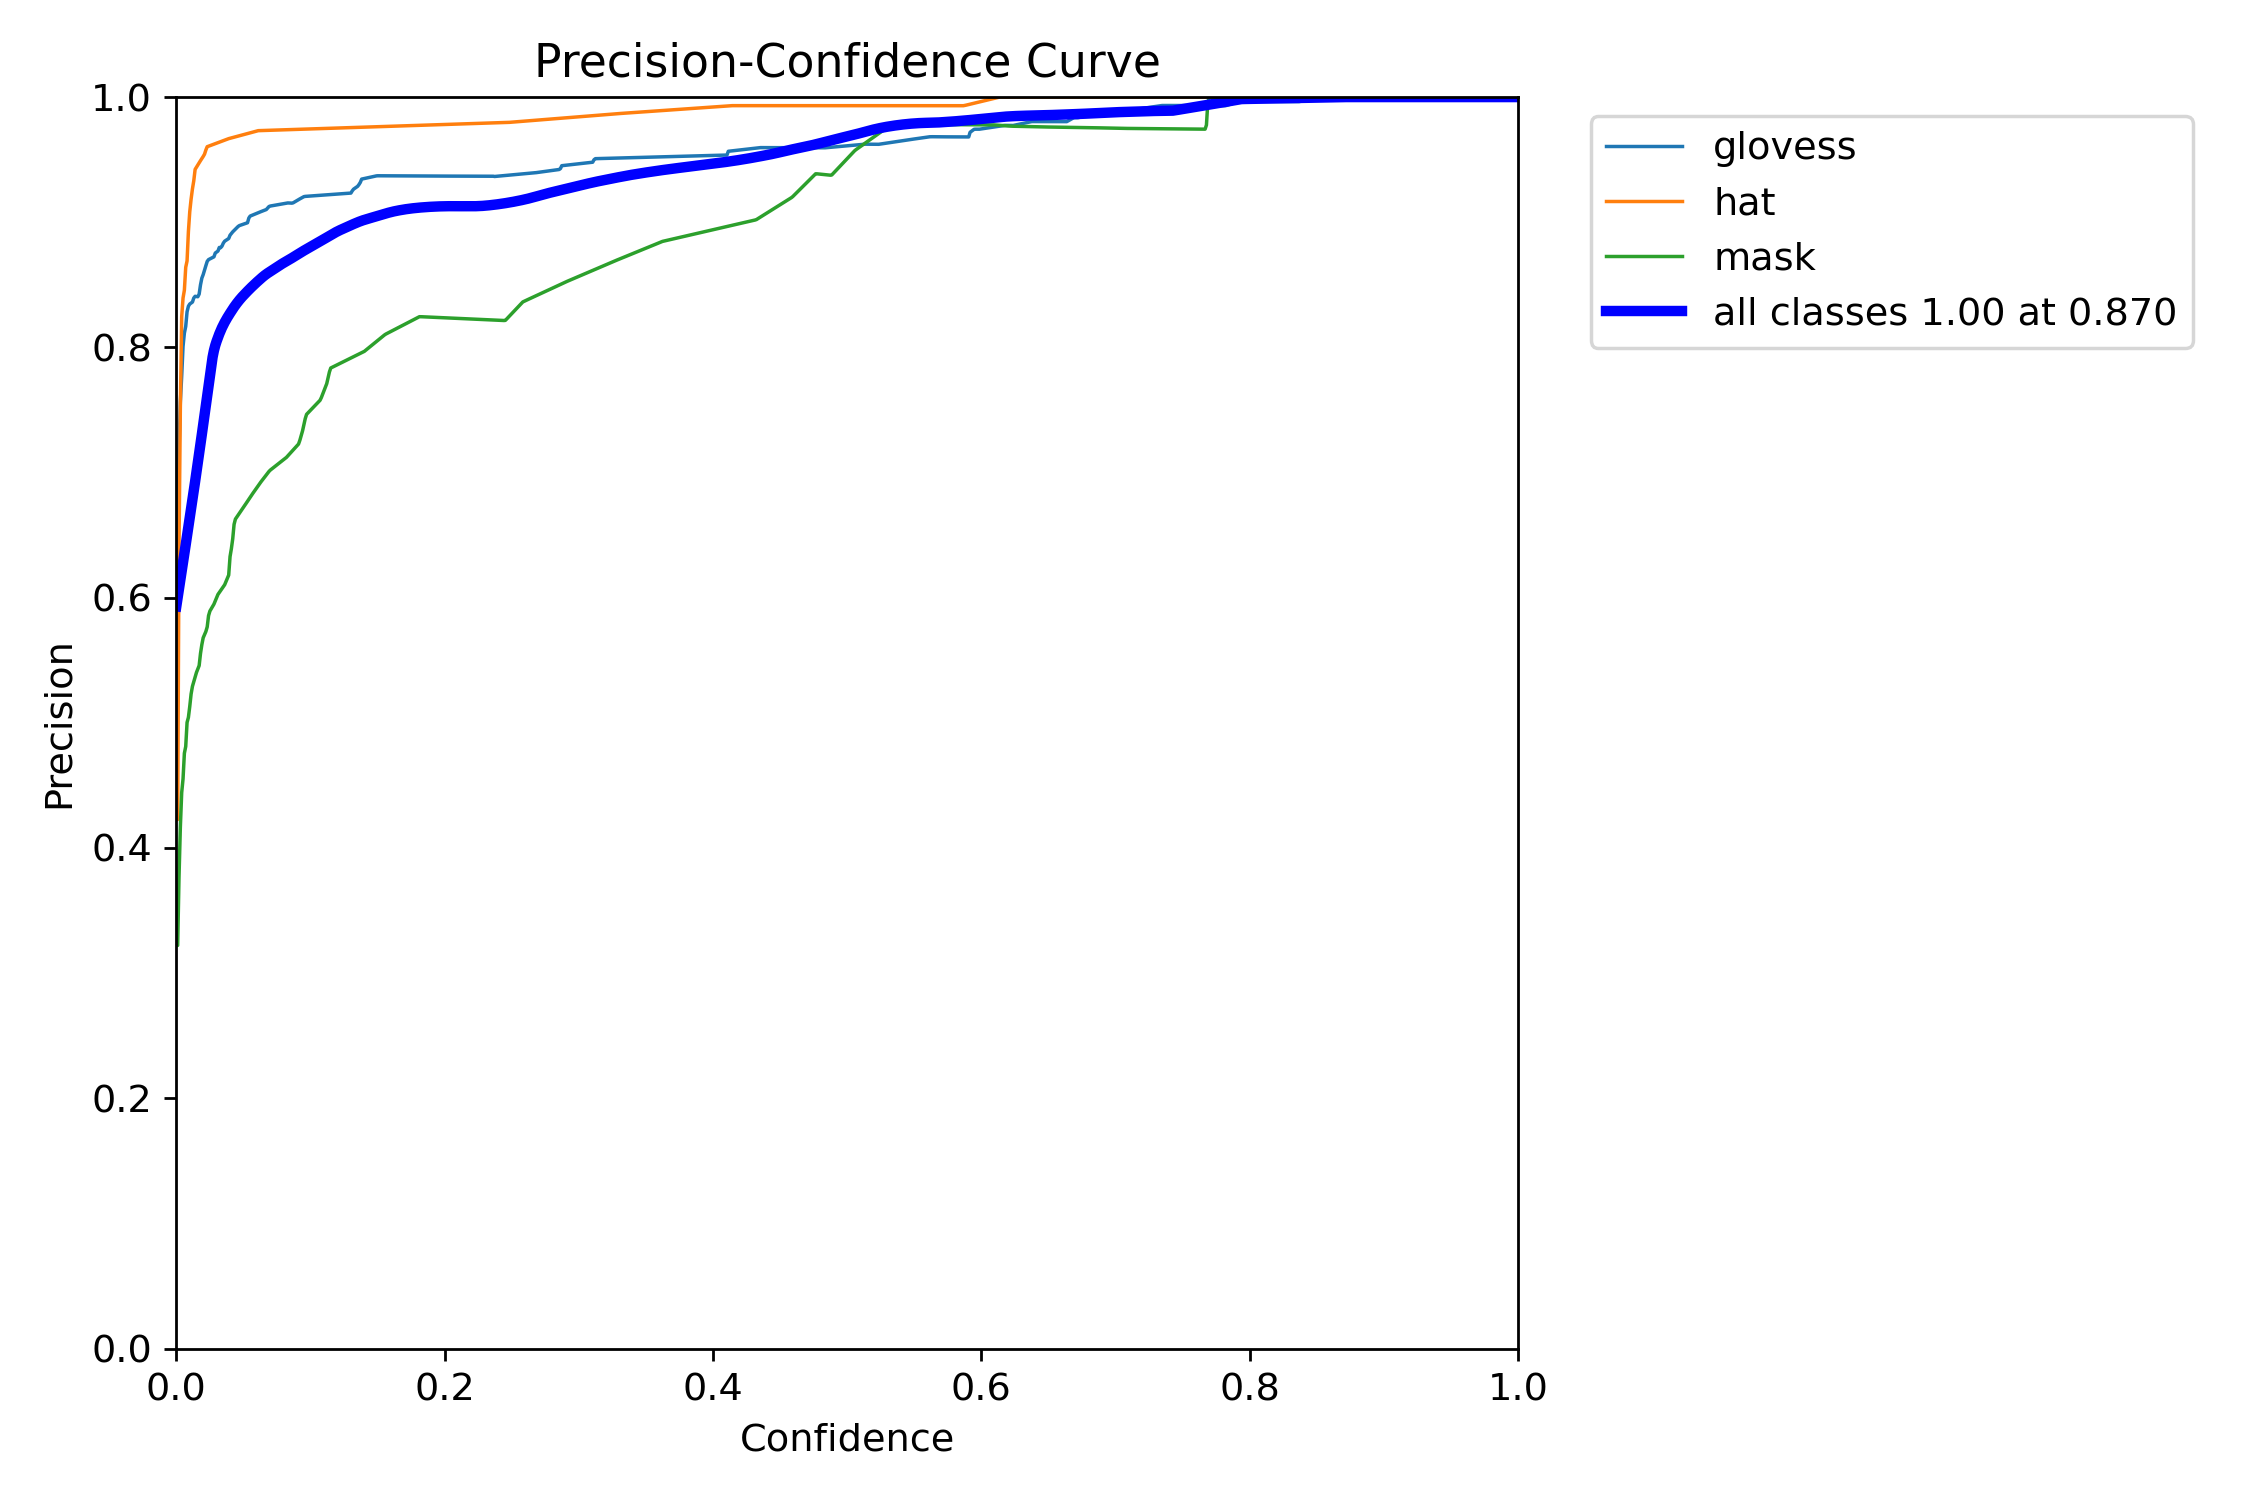 Precision-Confidence Curve
1.0
0.8
0.6
0.4
0.2
0.0
Precision
0.0 0.2 0.4 0.6 0.8 1.0
Confidence
glovess
hat
mask
all classes 1.00 at 0.870